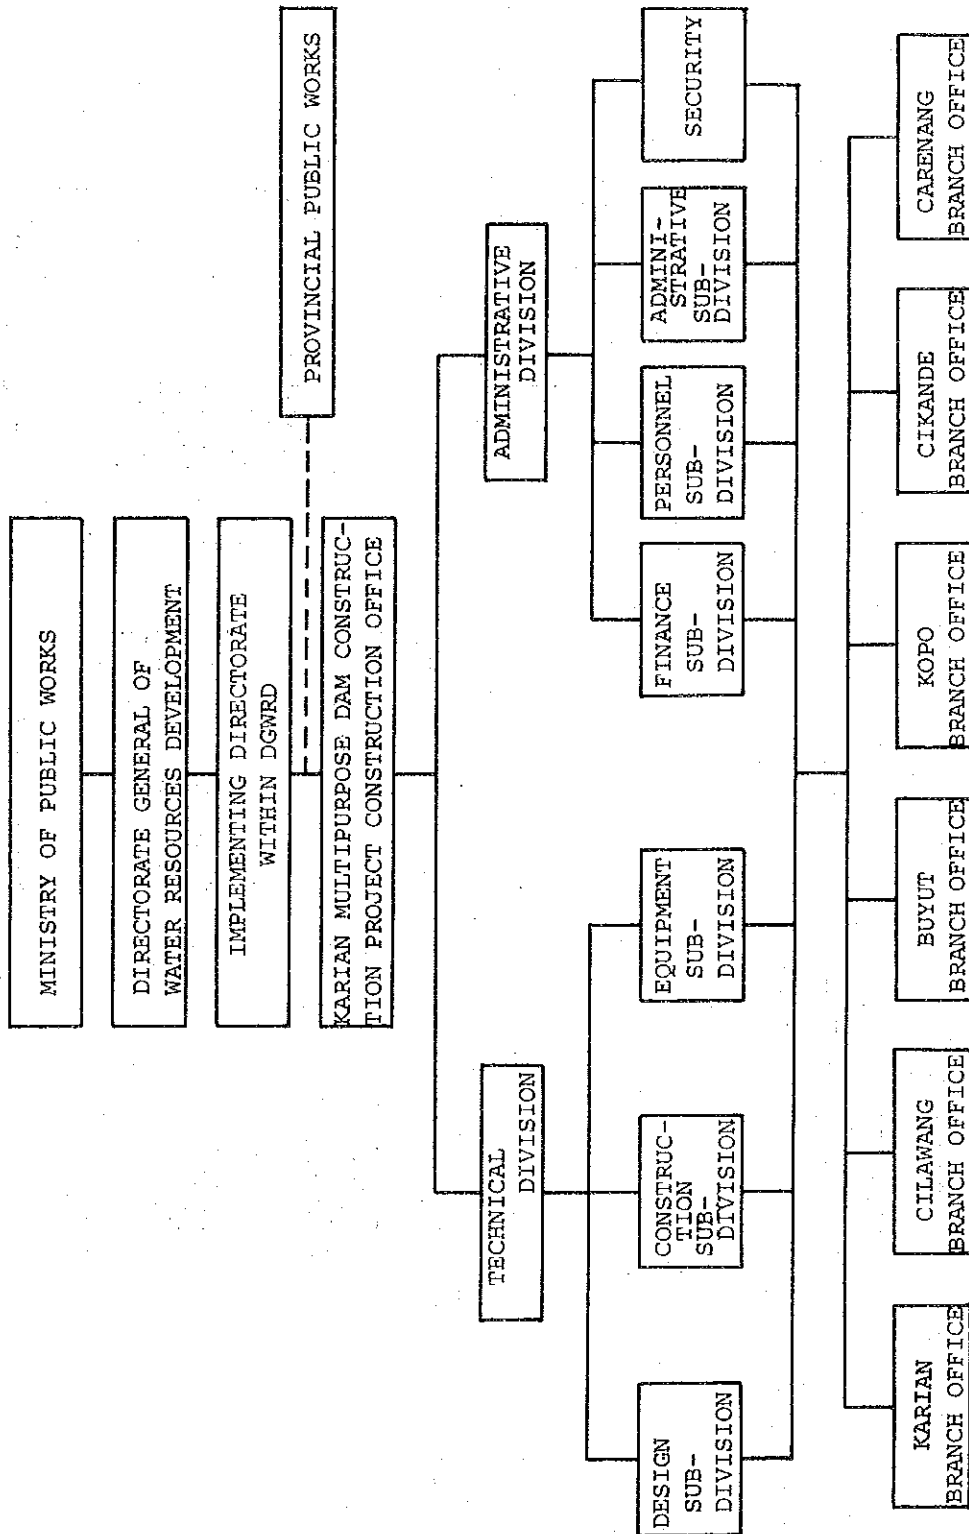 MINISTRY OF PUBLIC WORKS
DIRECTORATE GENERAL OF
WATER RESOURCES DEVELOPMENT
IMPLEMENTING DIRECTORATE
WITHIN DGWRD
PROVINCIAL PUBLIC WORKS
KARIAN MULTIPURPOSE DAM CONSTRUC-
TION PROJECT CONSTRUCTION OFFICE
TECHNICAL
DIVISION
ADMINISTRATIVE
DIVISION
DESIGN
SUB-
DIVISION
CONSTRUC-
TION
SUB-
DIVISION
EQUIPMENT
SUB-
DIVISION
FINANCE
SUB-
DIVISION
PERSONNEL
SUB-
DIVISION
ADMINI-
STRATIVE
SUB-
DIVISION
SECURITY
KARIAN
BRANCH OFFICE
CILAWANG
BRANCH OFFICE
BUYUT
BRANCH OFFICE
KOPO
BRANCH OFFICE
CIKANDE
BRANCH OFFICE
CARENANG
BRANCH OFFICE